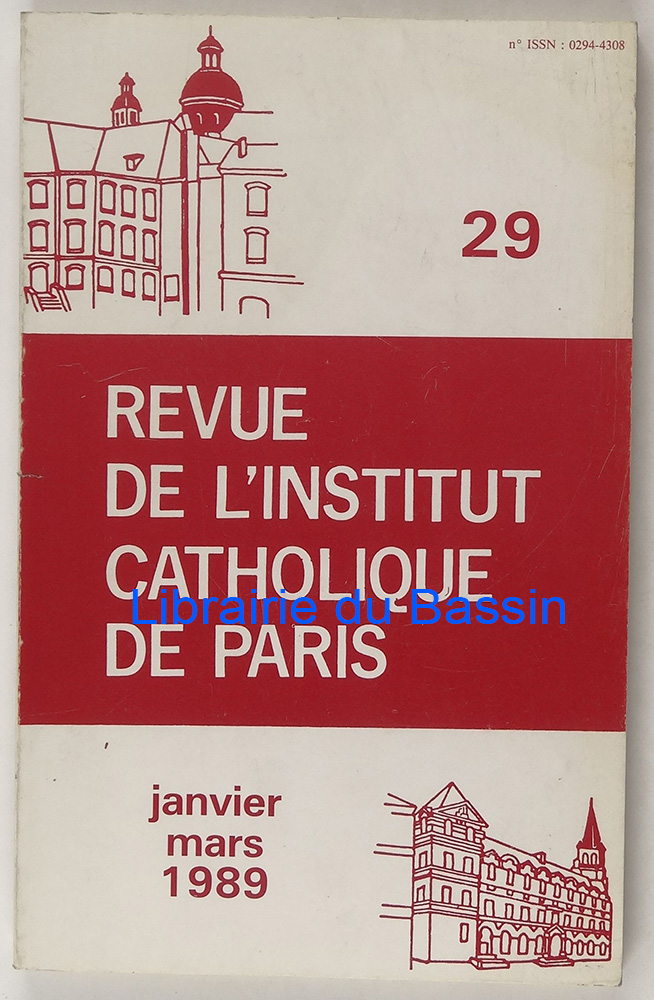 n° ISSN : 0294-4308
29
REVUE
DE L'INSTITUT
CATHOLIQUE
Librairie du Bassin
DE PARIS
janvier
mars
1989